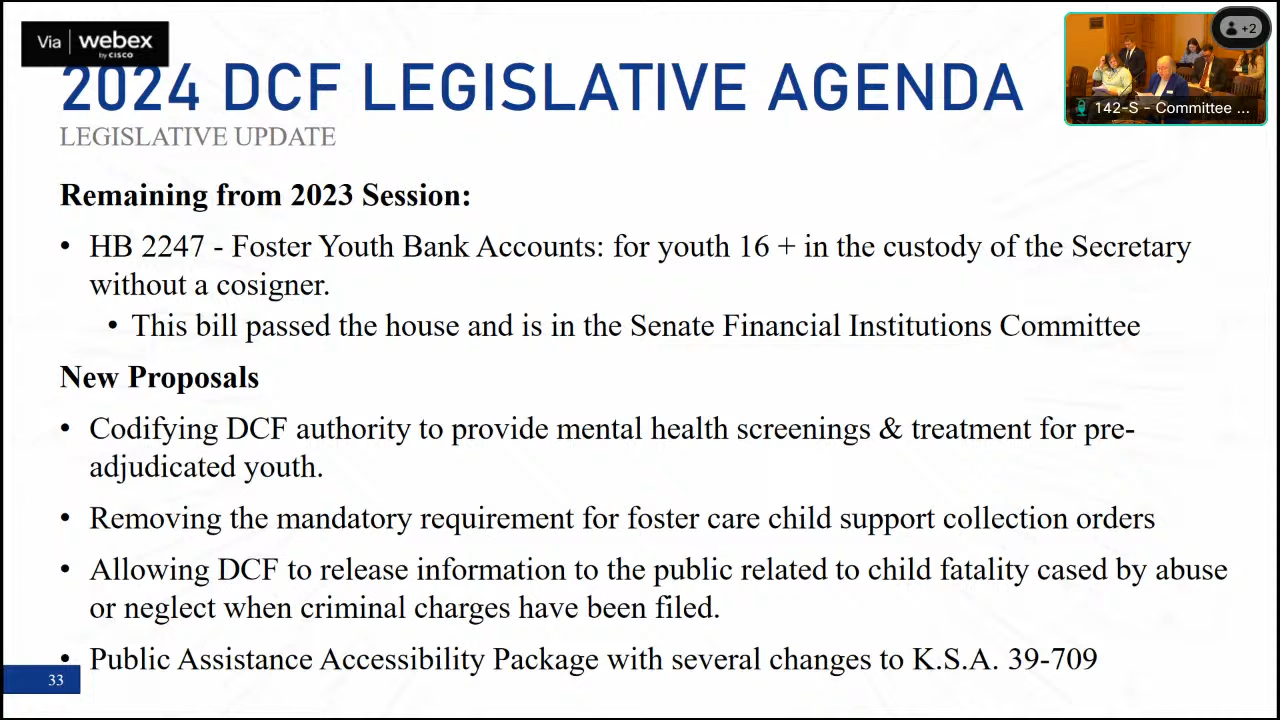 Via webex
by CISCO
+2
142-S - Committee ...
2024 DCF LEGISLATIVE AGENDA
LEGISLATIVE UPDATE
Remaining from 2023 Session:
• HB 2247 - Foster Youth Bank Accounts: for youth 16 + in the custody of the Secretary
without a cosigner.
• This bill passed the house and is in the Senate Financial Institutions Committee
New Proposals
• Codifying DCF authority to provide mental health screenings & treatment for pre-
adjudicated youth.
• Removing the mandatory requirement for foster care child support collection orders
• Allowing DCF to release information to the public related to child fatality cased by abuse
or neglect when criminal charges have been filed.
• Public Assistance Accessibility Package with several changes to K.S.A. 39-709
33